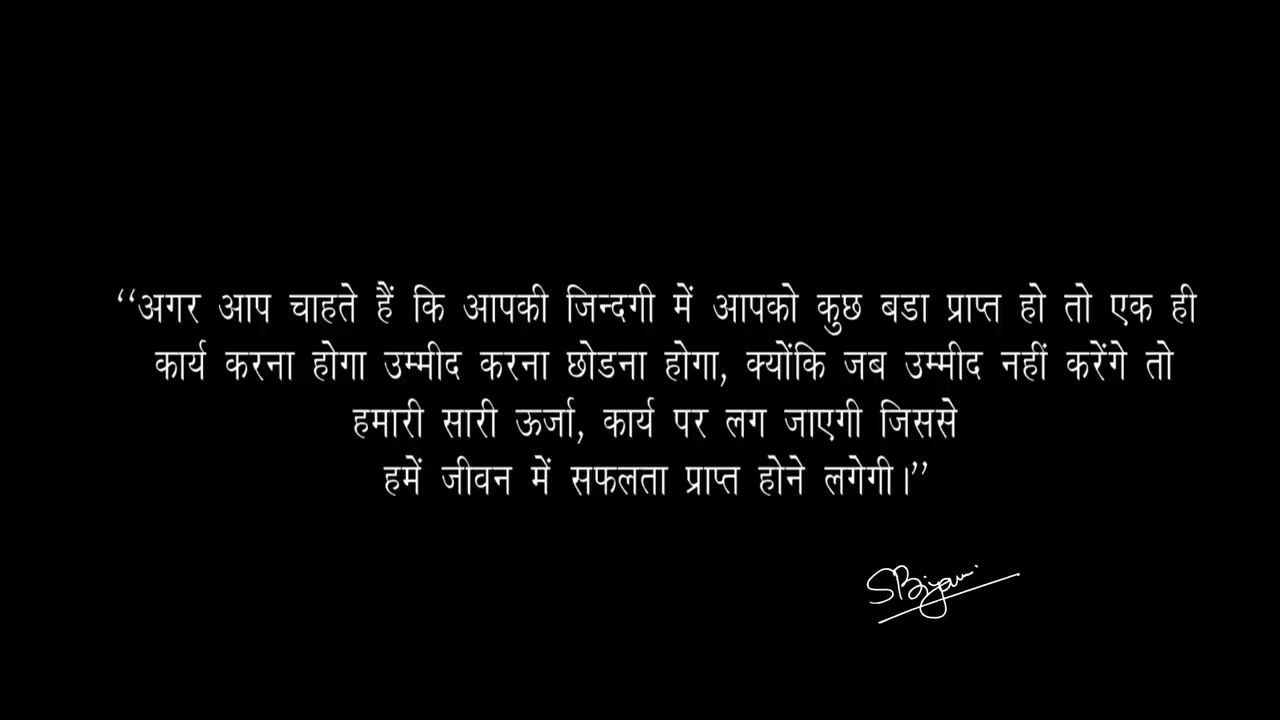 ‘‘अगर आप चाहते हैं कि आपकी जिन्दगी में आपको कुछ बडा प्राप्त हो तो एक ही
कार्य करना होगा उम्मीद करना छोडना होगा, क्योंकि जब उम्मीद नहीं करेंगे तो
हमारी सारी ऊर्जा, कार्य पर लग जाएगी जिससे
हमें जीवन में सफलता प्राप्त होने लगेगी।’’
SBiyani